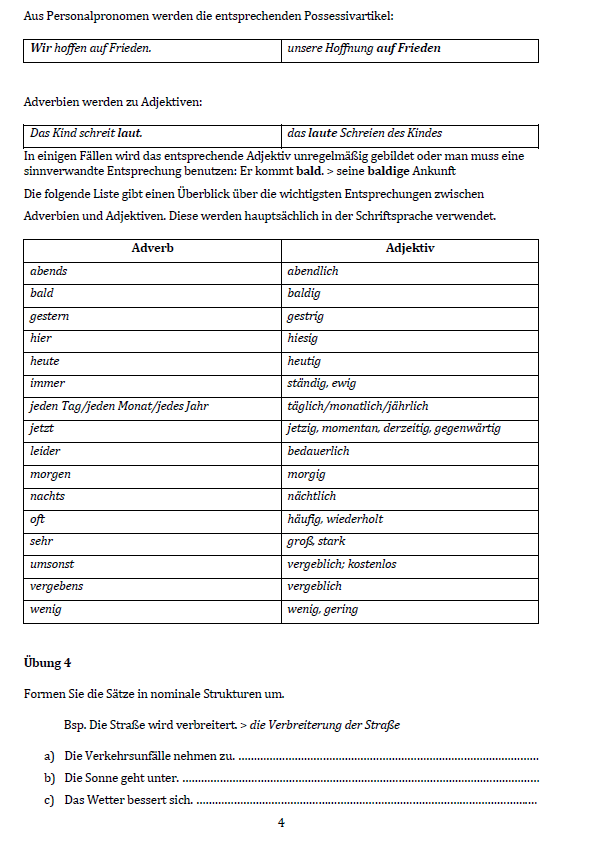 Aus Personalpronomen werden die entsprechenden Possessivartikel:
Wir hoffen auf Frieden. unsere Hoffnung auf Frieden
Adverbien werden zu Adjektiven:
Das Kind schreit laut. das laute Schreien des Kindes
In einigen Fällen wird das entsprechende Adjektiv unregelmäßig gebildet oder man muss eine
sinnverwandte Entsprechung benutzen: Er kommt bald. > seine baldige Ankunft
Die folgende Liste gibt einen Überblick über die wichtigsten Entsprechungen zwischen
Adverbien und Adjektiven. Diese werden hauptsächlich in der Schriftsprache verwendet.
Adverb Adjektiv
abends abendlich
bald baldig
gestern gestrig
hier hiesig
heute heutig
immer ständig, ewig
jeden Tag/jeden Monat/jedes Jahr täglich/monatlich/jährlich
jetzt jetzig, momentan, derzeitig, gegenwärtig
leider bedauerlich
morgen morgig
nachts nächtlich
oft häufig, wiederholt
sehr groß, stark
umsonst vergeblich; kostenlos
vergebens vergeblich
wenig wenig, gering
Übung 4
Formen Sie die Sätze in nominale Strukturen um.
Bsp. Die Straße wird verbreitert. > die Verbreiterung der Straße
a) Die Verkehrsunfälle nehmen zu. ................................................................................................
b) Die Sonne geht unter. ..................................................................................................................
c) Das Wetter bessert sich. .............................................................................................................
4